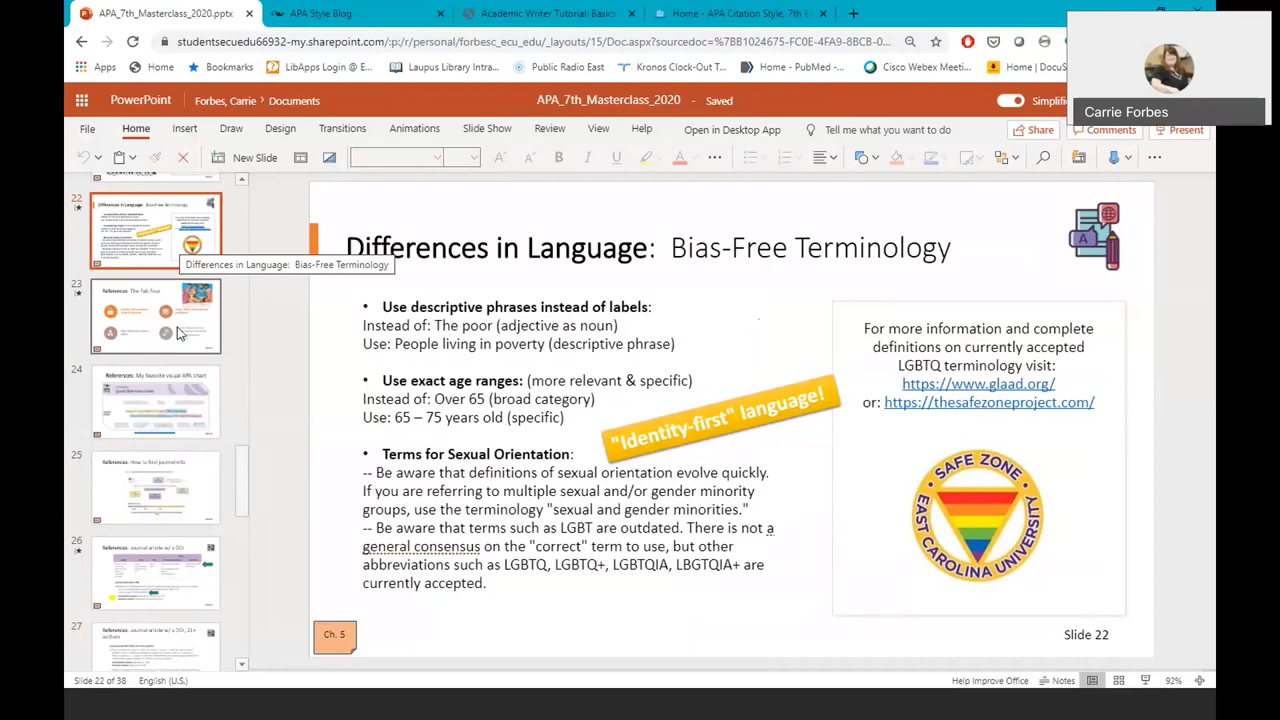 APA_7th_Masterclass_2020.pptx
APA Style Blog
Academic Writer Tutorial: Basics
Home - APA Citation Style, 7th E
studentsecuedu66932-my.sharepoint.com/:p:/r/personal/forbesc_ecu_edu/_layouts/15/Doc.aspx?sourcedoc=%7BB1024675-FC0E-4FA9-8BCB-0...
Apps Home Bookmarks LibApps Login @ E... Laupus Librarian... Public Radio East Kronos Clock-Out T... Home - PubMed -... Cisco Webex Meeti... Home | DocuS
Carrie Forbes
PowerPoint Forbes, Carrie > Documents APA_7th_Masterclass_2020 - Saved
File Home Insert Draw Design Transitions Animations Slide Show Review View Help Open in Desktop App Tell me what you want to do Share Comments Present
New Slide
22
Differences in Language: Bias-Free Terminology
Differences in Language: Bias-Free Terminology
23
References: The Fab Four
24
References: My favorite visual APA chart
25
References: How to find journal info
26
References: Journal article w/ a DOI
27
References: Journal article w/ a DOI, 21+
authors
Differences in Language: Bias-Free Terminology
• Use descriptive phrases instead of labels:
Instead of: The poor (adjective as noun)
Use: People living in poverty (descriptive phrase)
• Use exact age ranges: (more relevant & specific)
Instead of: Over 65 (broad category)
Use: 65 – 75 years old (specific)
"Identity-first" language!
• Terms for Sexual Orientation:
-- Be aware that definitions of sexual orientation evolve quickly.
If you are referring to multiple sexual and/or gender minority
groups, use the terminology "sexual and gender minorities."
-- Be aware that terms such as LGBT are outdated. There is not a
general consensus on the "correct" term to use, but other
abbreviations such as LGBTQ, LGBTQ+, LGBTQIA, LBGTQIA+ are
currently accepted.
For more information and complete
definitions on currently accepted
LGBTQ terminology visit:
https://www.glaad.org/
or: https://thesafezoneproject.com/
SAFE ZONE
EAST CAROLINA UNIVERSITY
Ch. 5
Slide 22
Slide 22 of 38 English (U.S.) Help Improve Office Notes 92%